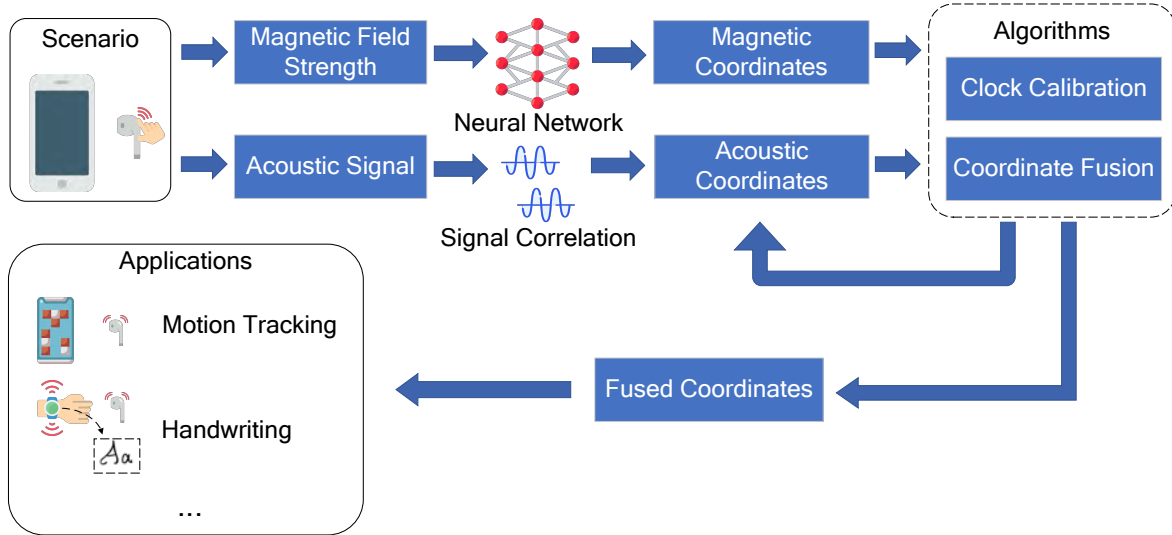 Scenario
Magnetic Field
Strength
Neural Network
Magnetic
Coordinates
Algorithms
Clock Calibration
Coordinate Fusion
Acoustic Signal
Signal Correlation
Acoustic
Coordinates
Applications
Motion Tracking
Handwriting
Aa
...
Fused Coordinates